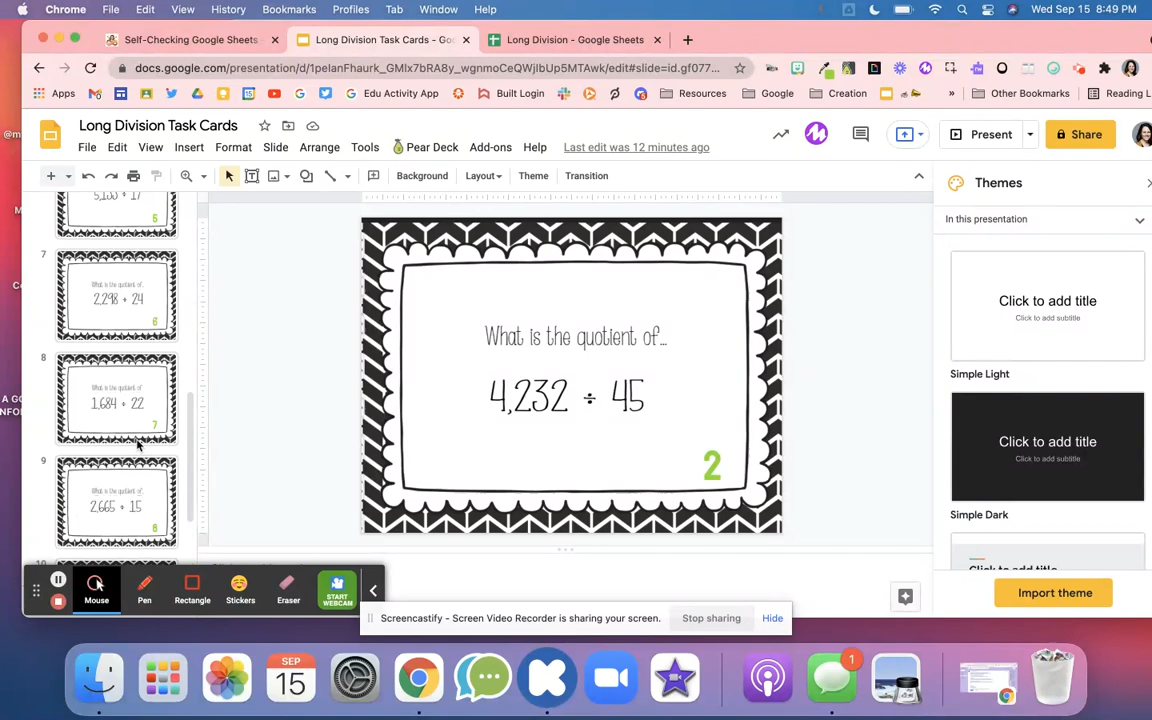 Chrome File Edit View History Bookmarks Profiles Tab Window Help Wed Sep 15 8:49 PM
Self-Checking Google Sheets - Long Division Task Cards - Go Long Division - Google Sheets
docs.google.com/presentation/d/1pelanFhaurk_GMlx7bRA8y_wgnmoCeQWjlbUp5MTAwk/edit#slide=id.gf077...
Apps Edu Activity App Built Login Resources Google Creation » Other Bookmarks Reading L
Long Division Task Cards
File Edit View Insert Format Slide Arrange Tools Pear Deck Add-ons Help Last edit was 12 minutes ago
Present Share
Background Layout Theme Transition
Themes
In this presentation
Click to add title
Click to add subtitle
Simple Light
Click to add title
Click to add subtitle
Simple Dark
Click to add title
Import theme
5
7
What is the quotient of
2,298 ÷ 24
6
8
What is the quotient of
1,684 ÷ 22
7
9
What is the quotient of
2,665 ÷ 15
8
10
What is the quotient of...
4,232 ÷ 45
2
Mouse Pen Rectangle Stickers Eraser START WEBCAM
Screencastify - Screen Video Recorder is sharing your screen. Stop sharing Hide
SEP
15
1